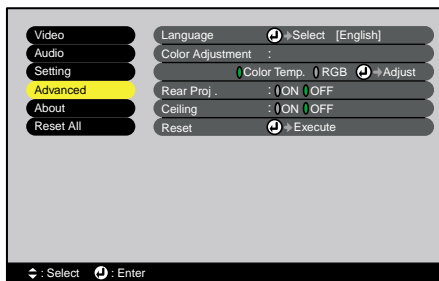 Video
Audio
Setting
Advanced
About
Reset All
Language Select [English]
Color Adjustment :
Color Temp. RGB Adjust
Rear Proj . : ON OFF
Ceiling : ON OFF
Reset Execute
: Select : Enter